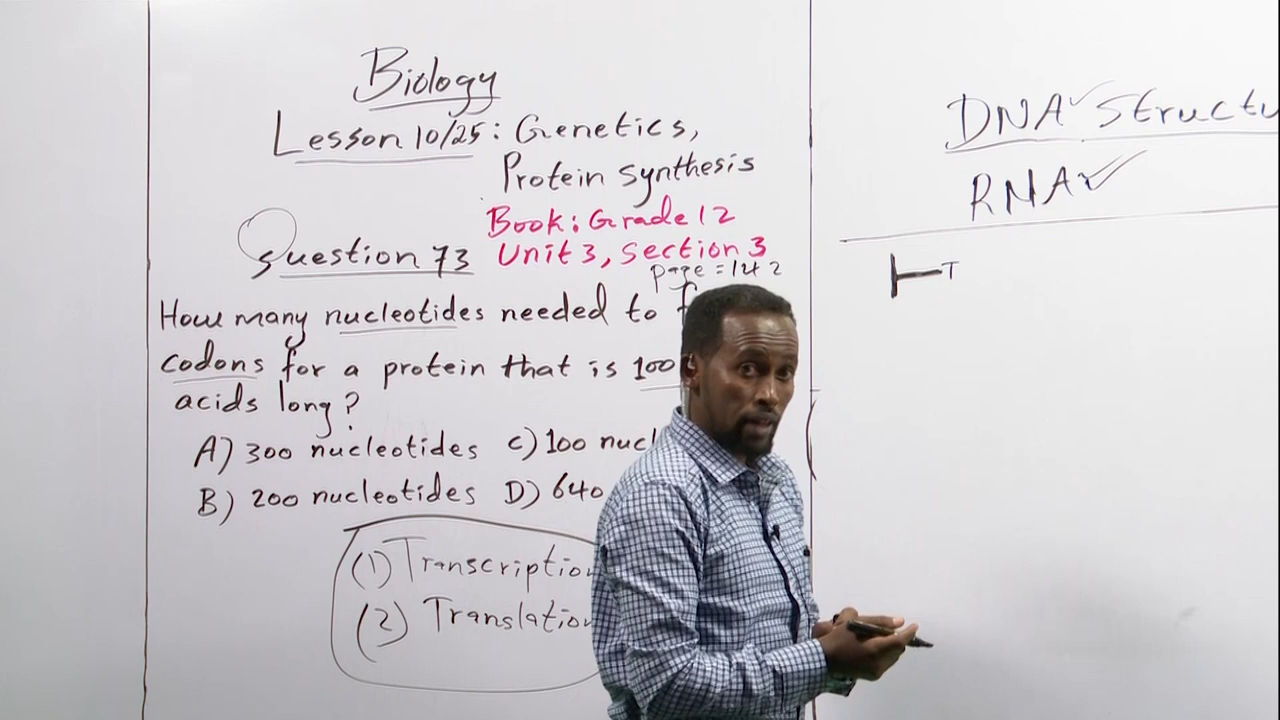 Biology
Lesson 10/25: Genetics,
Protein synthesis
Book: Grade 12
Question 73 Unit 3, Section 3
page = 142
How many nucleotides needed to
codons for a protein that is 100
acids long?
A) 300 nucleotides C) 100 nucl
B) 200 nucleotides D) 640
(1) Transcription
(2) Translation
DNA Structu
RNA
T